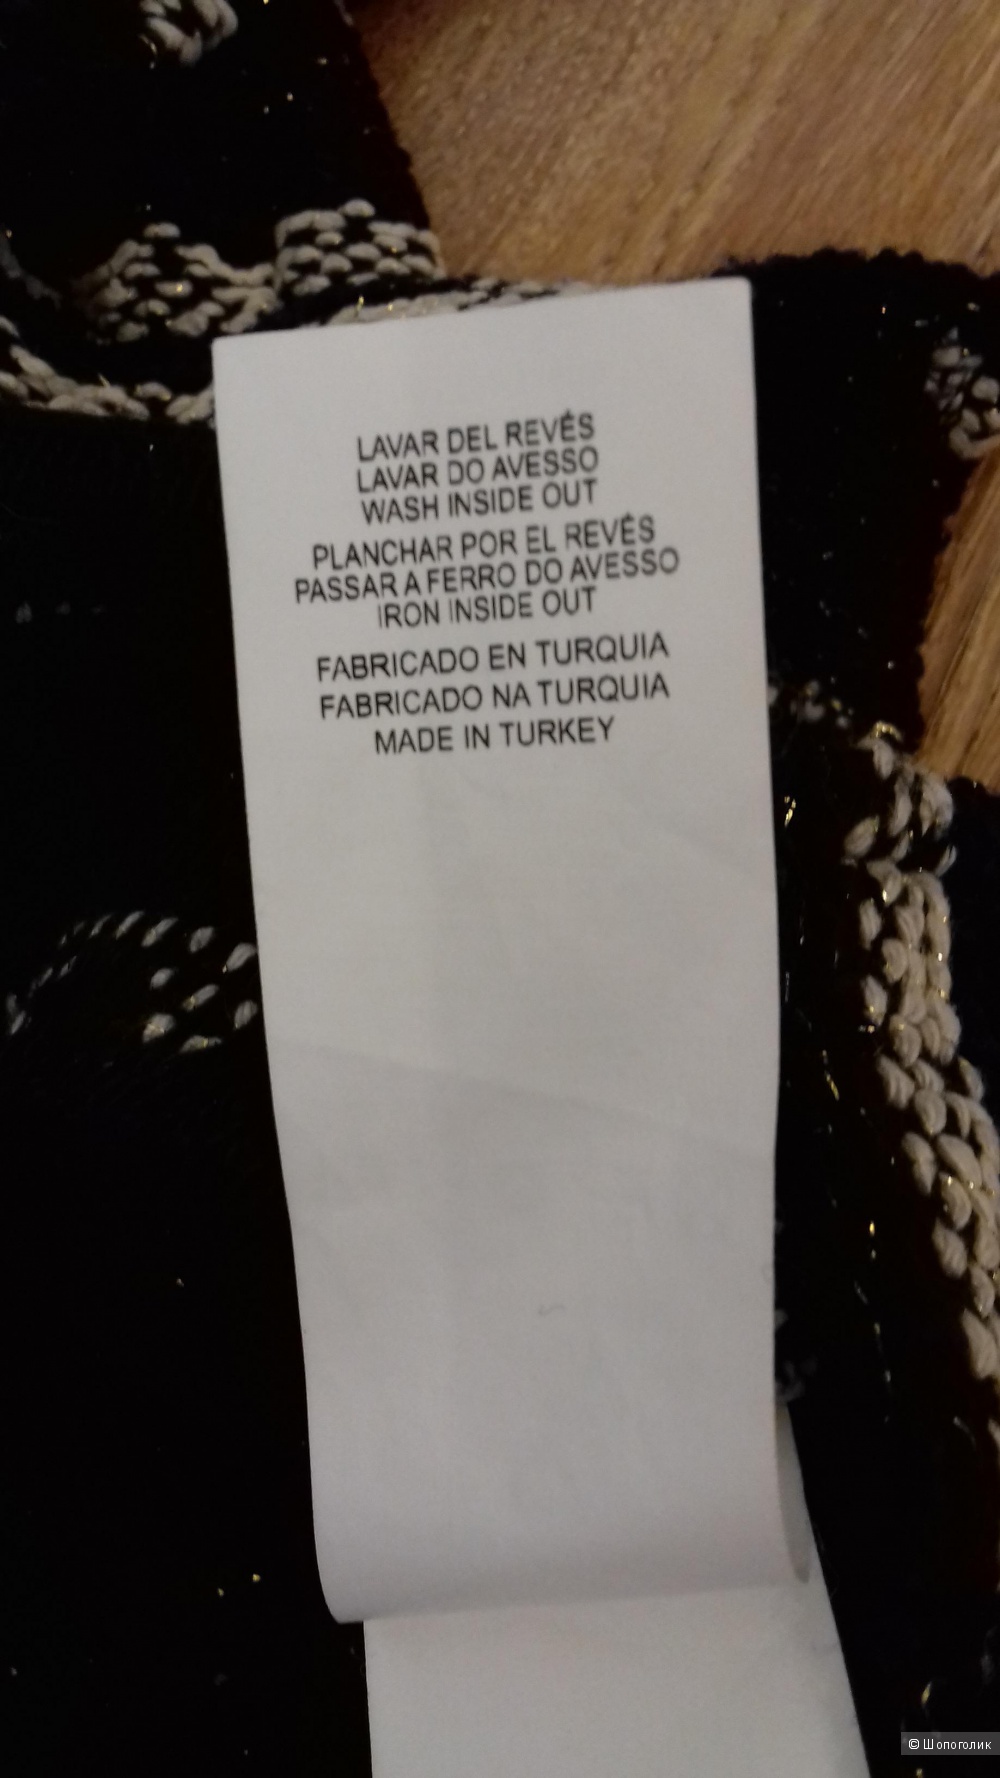 LAVAR DEL REVÉS
LAVAR DO AVESSO
WASH INSIDE OUT
PLANCHAR POR EL REVÉS
PASSAR A FERRO DO AVESSO
IRON INSIDE OUT
FABRICADO EN TURQUIA
FABRICADO NA TURQUIA
MADE IN TURKEY
© Шопоголик